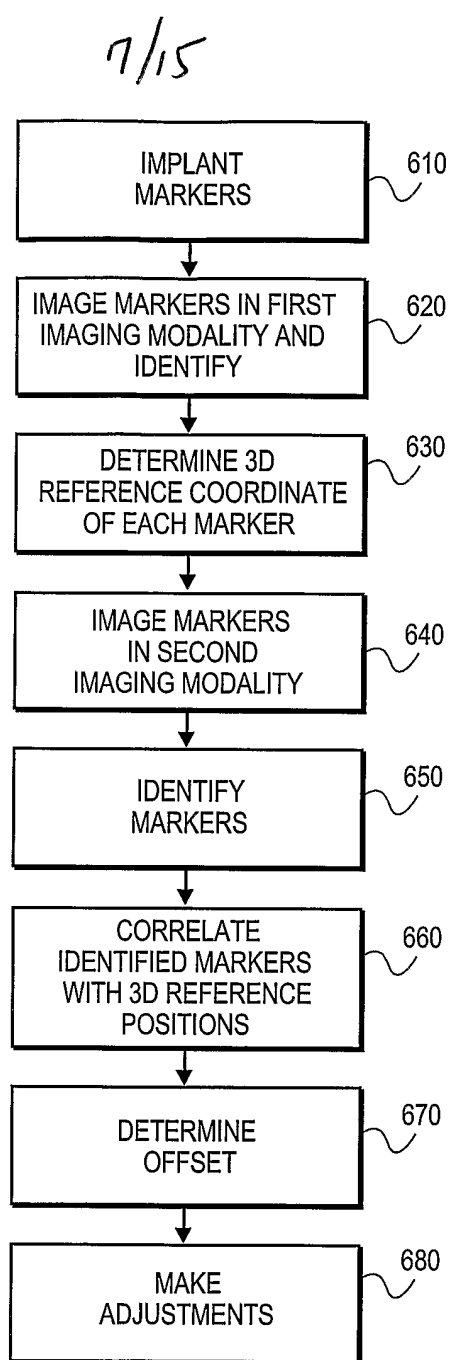 7/15
IMPLANT
MARKERS
610
IMAGE MARKERS IN FIRST
IMAGING MODALITY AND
IDENTIFY
620
DETERMINE 3D
REFERENCE COORDINATE
OF EACH MARKER
630
IMAGE MARKERS
IN SECOND
IMAGING MODALITY
640
IDENTIFY
MARKERS
650
CORRELATE
IDENTIFIED MARKERS
WITH 3D REFERENCE
POSITIONS
660
DETERMINE
OFFSET
670
MAKE
ADJUSTMENTS
680